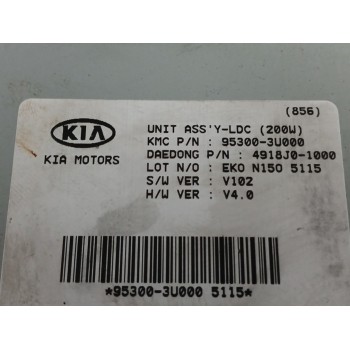 (856)
KIA
KIA MOTORS
UNIT ASS'Y-LDC (200W)
KMC P/N : 95300-3U000
DAEDONG P/N : 4918J0-1000
LOT N/O : EKO N150 5115
S/W VER : V102
H/W VER : V4.0
*95300-3U000 5115*